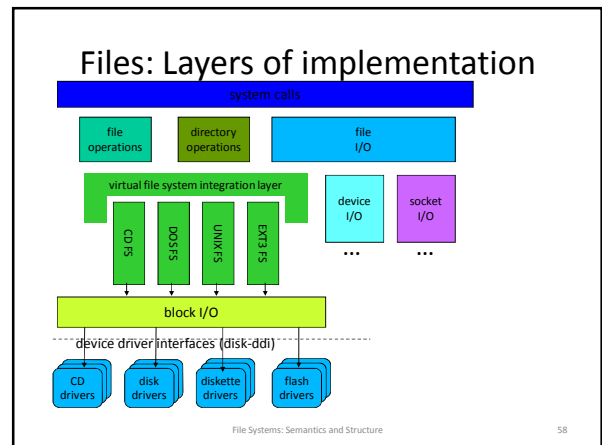 Files: Layers of implementation
system calls
file
operations
directory
operations
file
I/O
virtual file system integration layer
device
I/O
socket
I/O
CD FS
DOS FS
UNIX FS
EXT3 FS
...
...
block I/O
device driver interfaces (disk-ddi)
CD
drivers
disk
drivers
diskette
drivers
flash
drivers
File Systems: Semantics and Structure
58